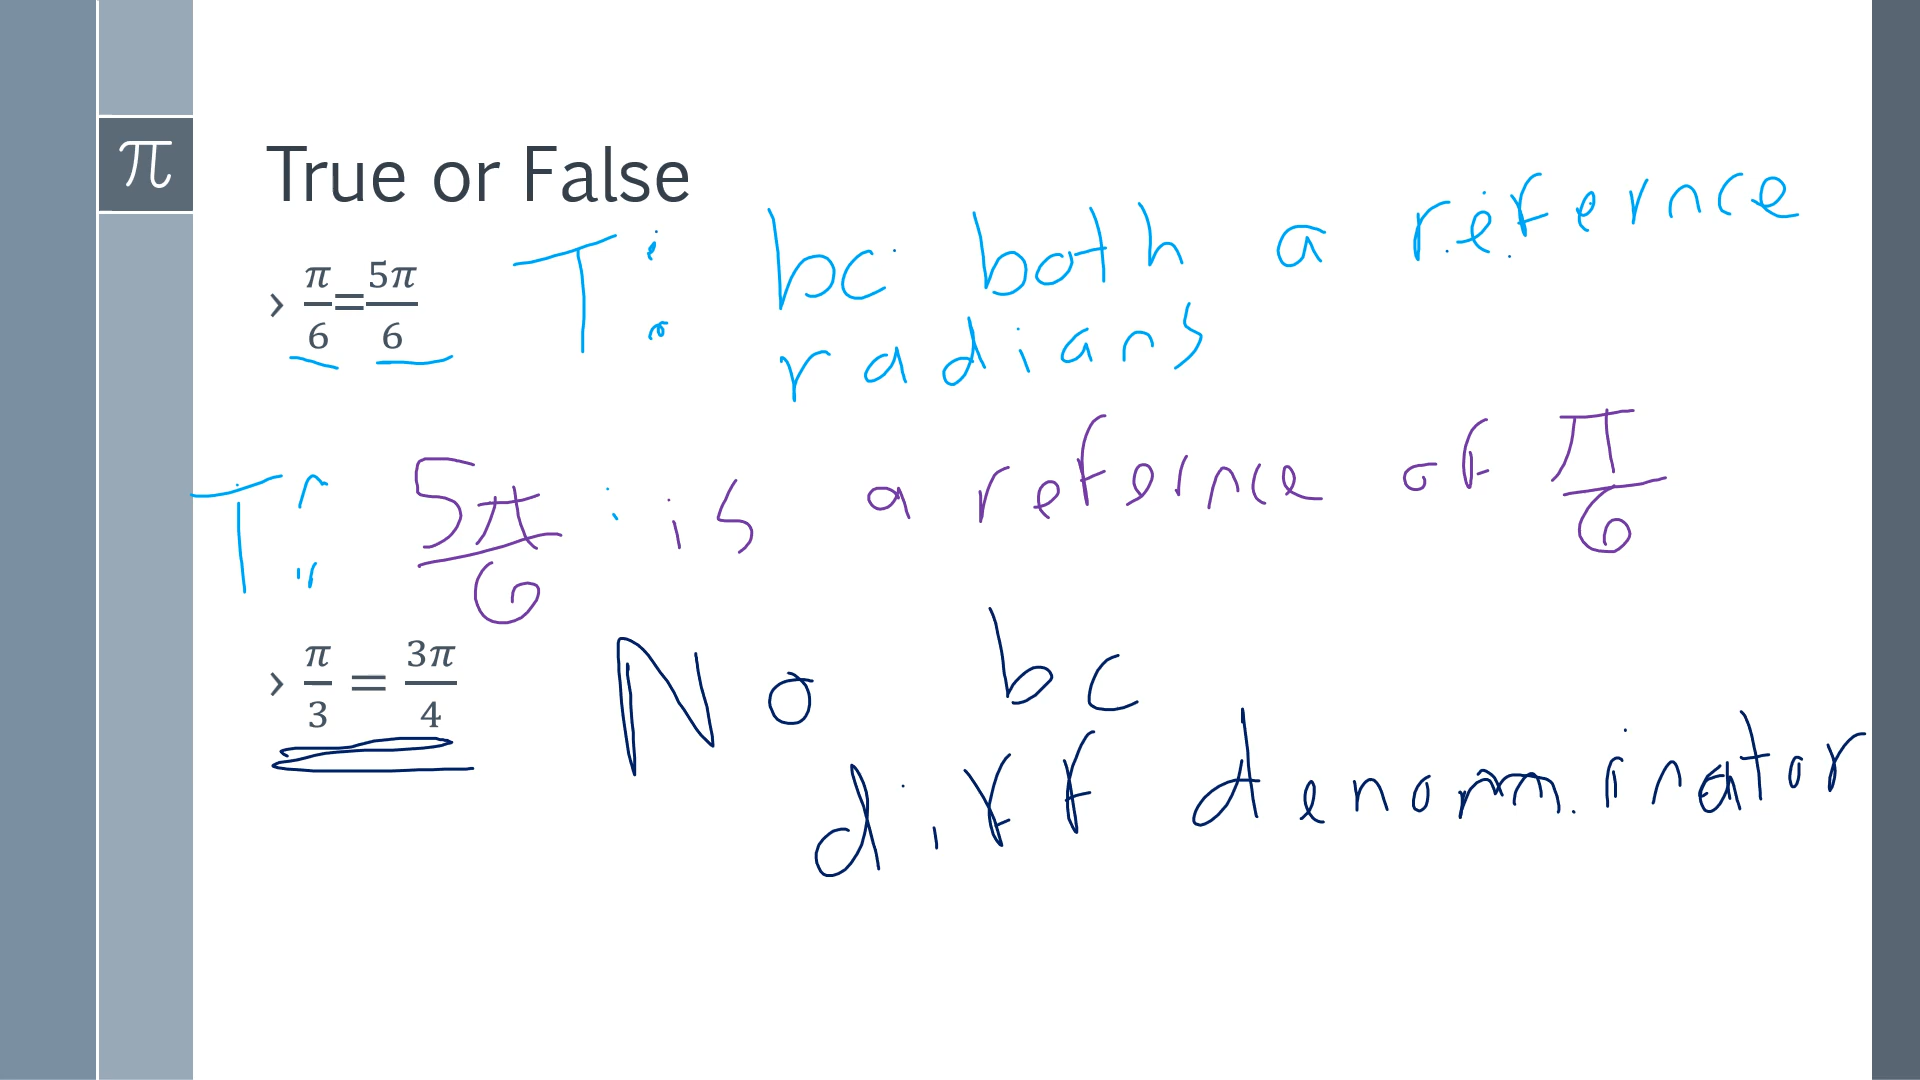 π
True or False
› π/6=5π/6 T: bc both a refernce
radians
T: 5π/6 is a refernce of π/6
› π/3 = 3π/4 No bc
diff denominator